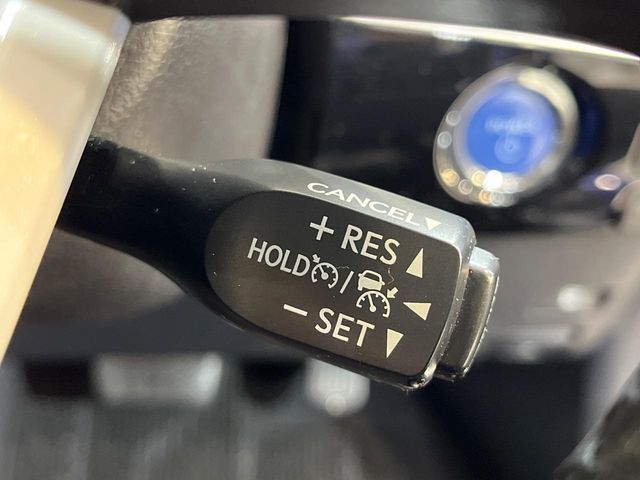 CANCEL▼
+ RES ▲
HOLD /
− SET ▼